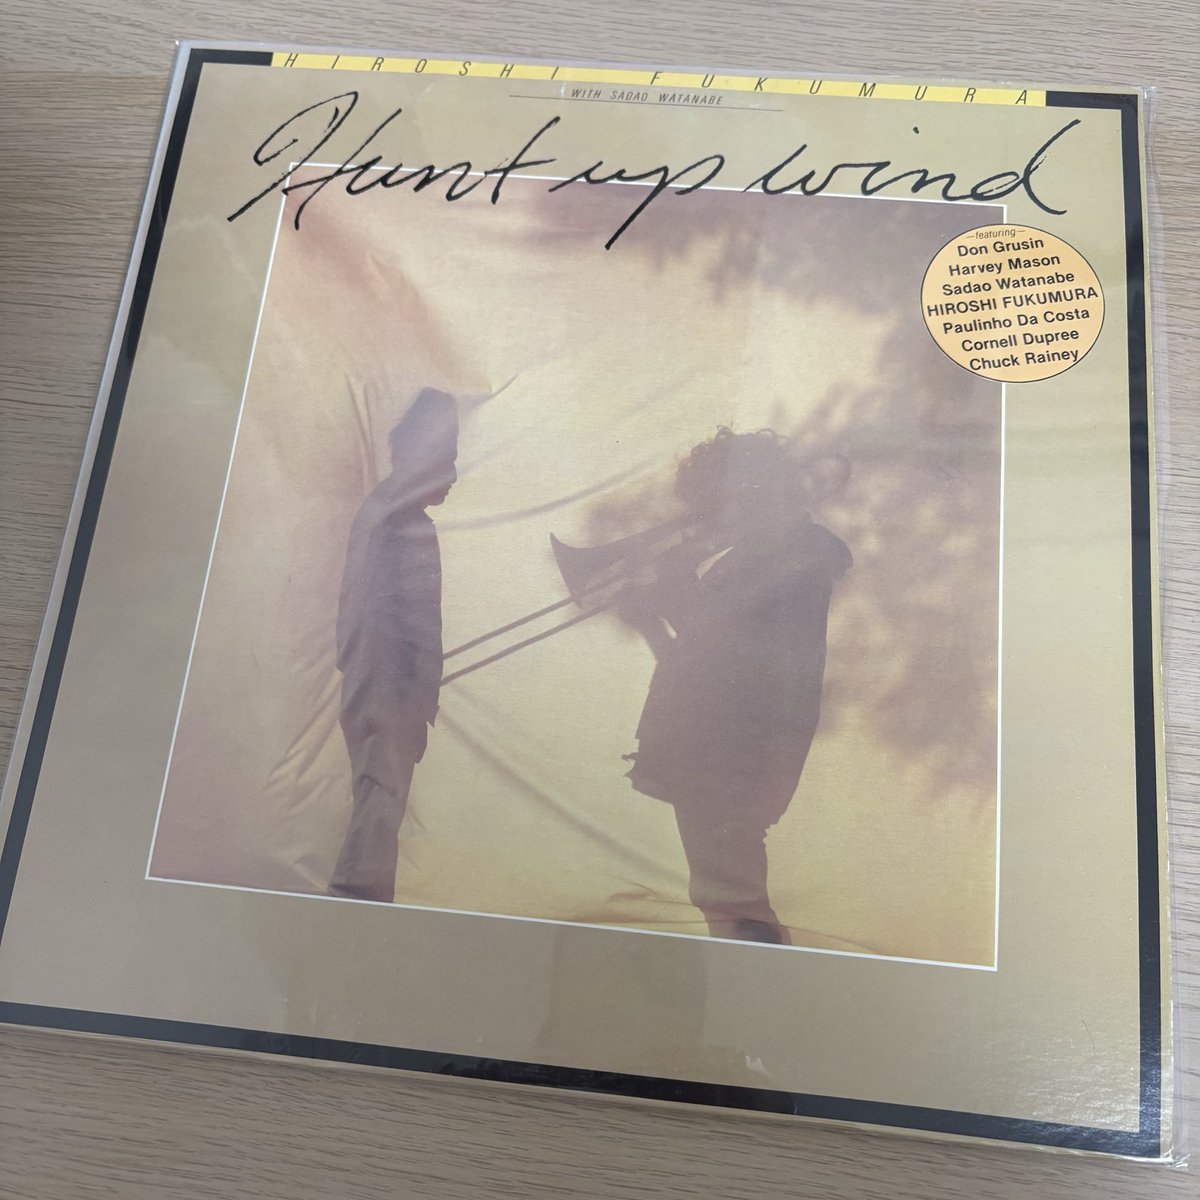 HIROSHI FUKUMURA
WITH SADAO WATANABE
Hunt up wind
—featuring—
Don Grusin
Harvey Mason
Sadao Watanabe
HIROSHI FUKUMURA
Paulinho Da Costa
Cornell Dupree
Chuck Rainey